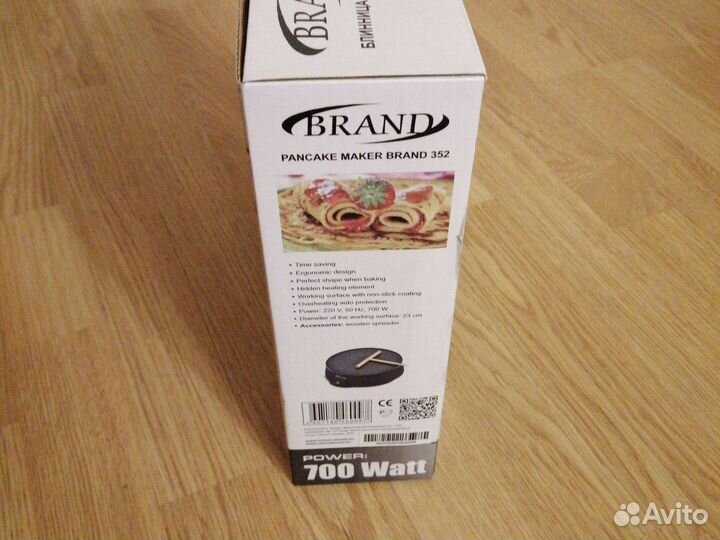 BRAND
БЛИННИЦА
BRAND
PANCAKE MAKER BRAND 352
• Time saving
• Ergonomic design
• Perfect shape when baking
• Hidden heating element
• Working surface with non-stick coating
• Overheating auto protection
• Power: 220 V, 50 Hz, 700 W
• Diameter of the working surface: 23 cm
• Accessories: wooden spreader
CE
POWER:
700 Watt
Avito